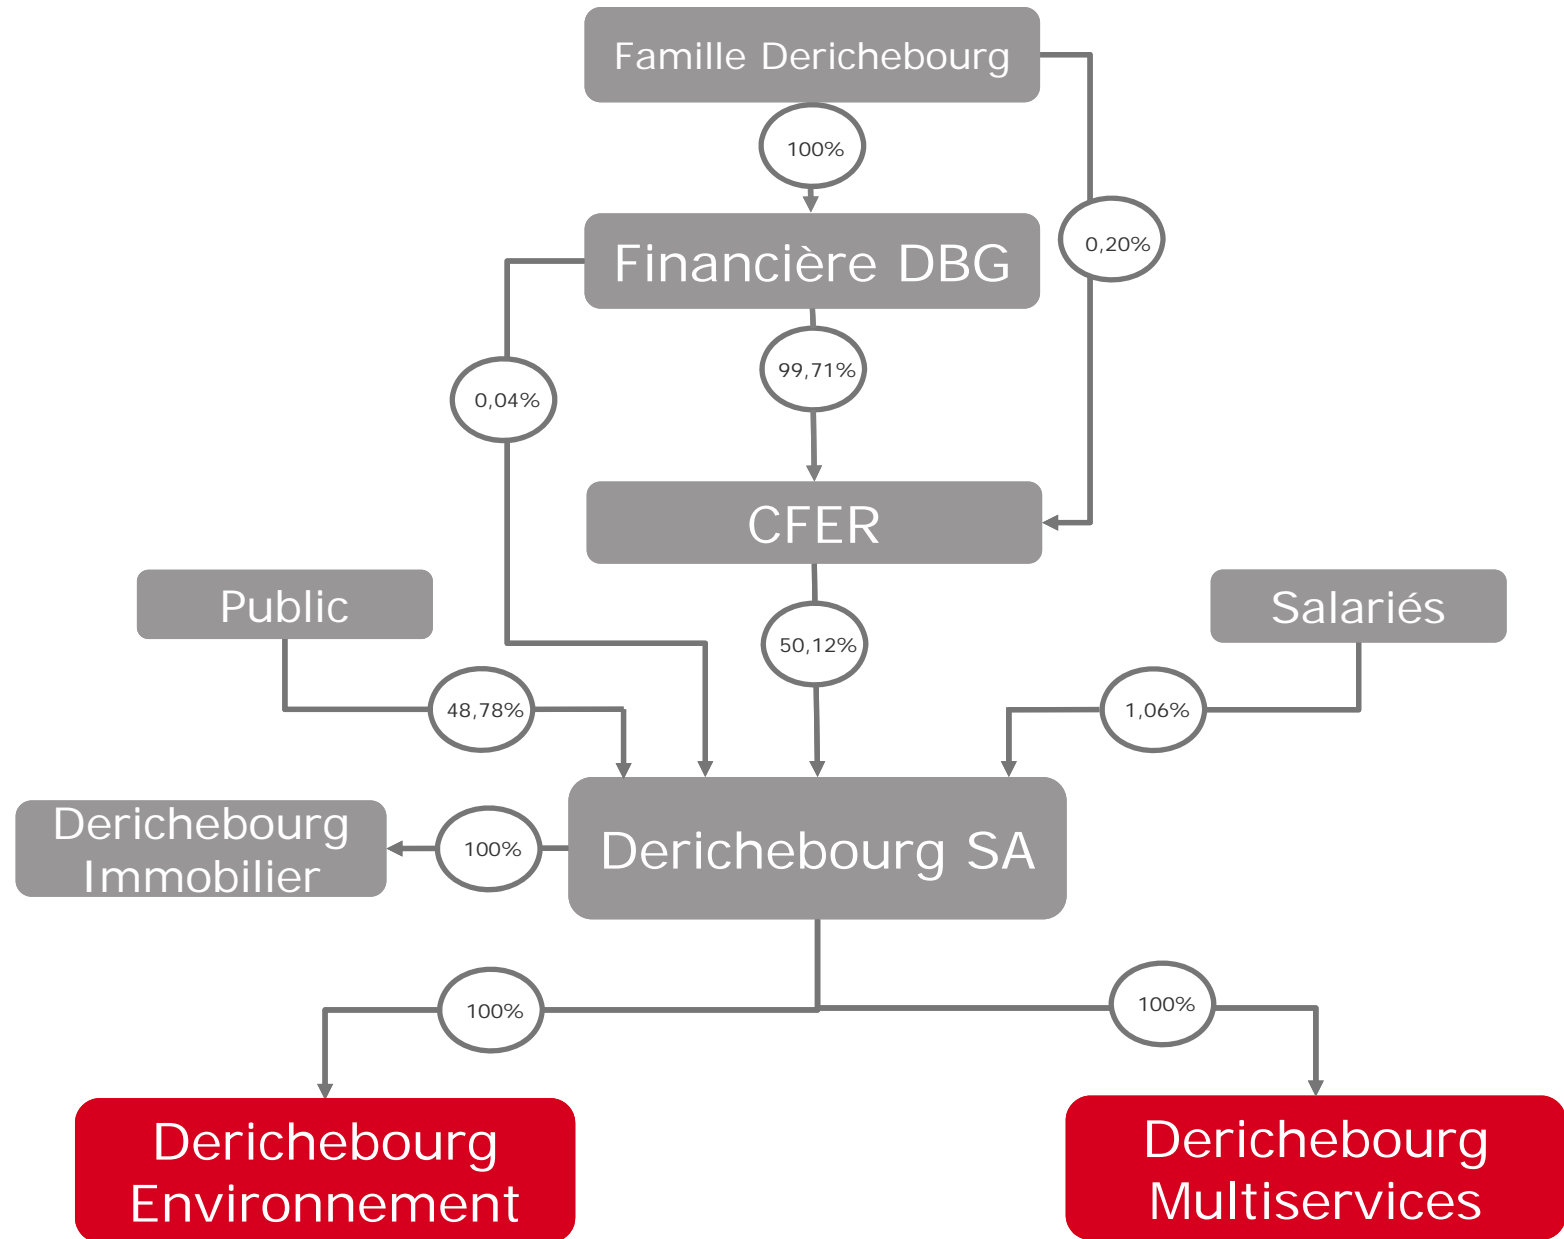 Famille Derichebourg
100%
Financière DBG
0,20%
99,71%
0,04%
CFER
Public
Salariés
50,12%
48,78%
1,06%
Derichebourg
Immobilier
100%
Derichebourg SA
100%
100%
Derichebourg
Environnement
Derichebourg
Multiservices